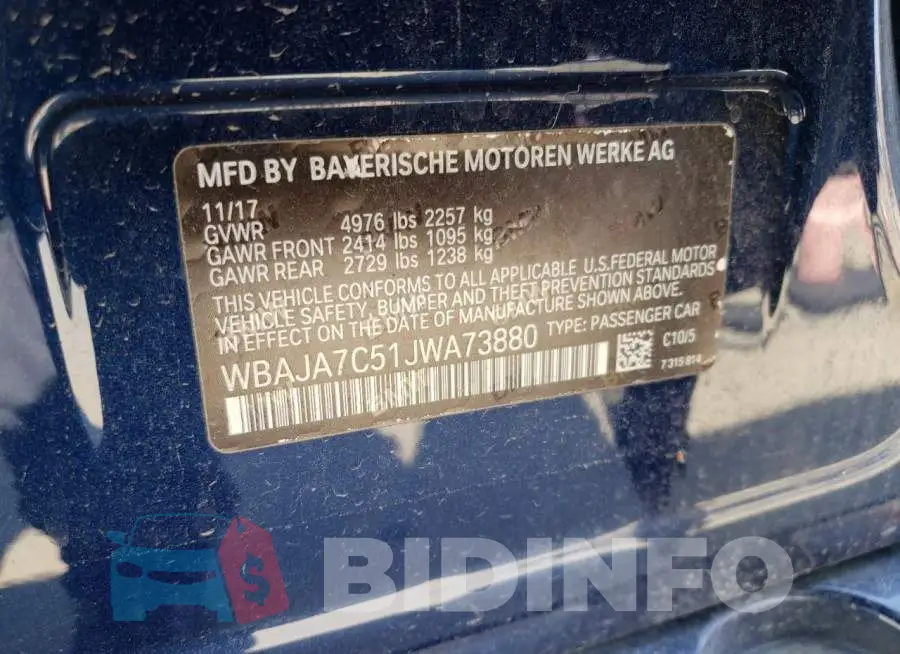 MFD BY BAYERISCHE MOTOREN WERKE AG
11/17
GVWR 4976 lbs 2257 kg
GAWR FRONT 2414 lbs 1095 kg
GAWR REAR 2729 lbs 1238 kg
THIS VEHICLE CONFORMS TO ALL APPLICABLE U.S. FEDERAL MOTOR
VEHICLE SAFETY, BUMPER AND THEFT PREVENTION STANDARDS
IN EFFECT ON THE DATE OF MANUFACTURE SHOWN ABOVE.
WBAJA7C51JWA73880 TYPE: PASSENGER CAR
C10/5
7315 814
BIDINFO